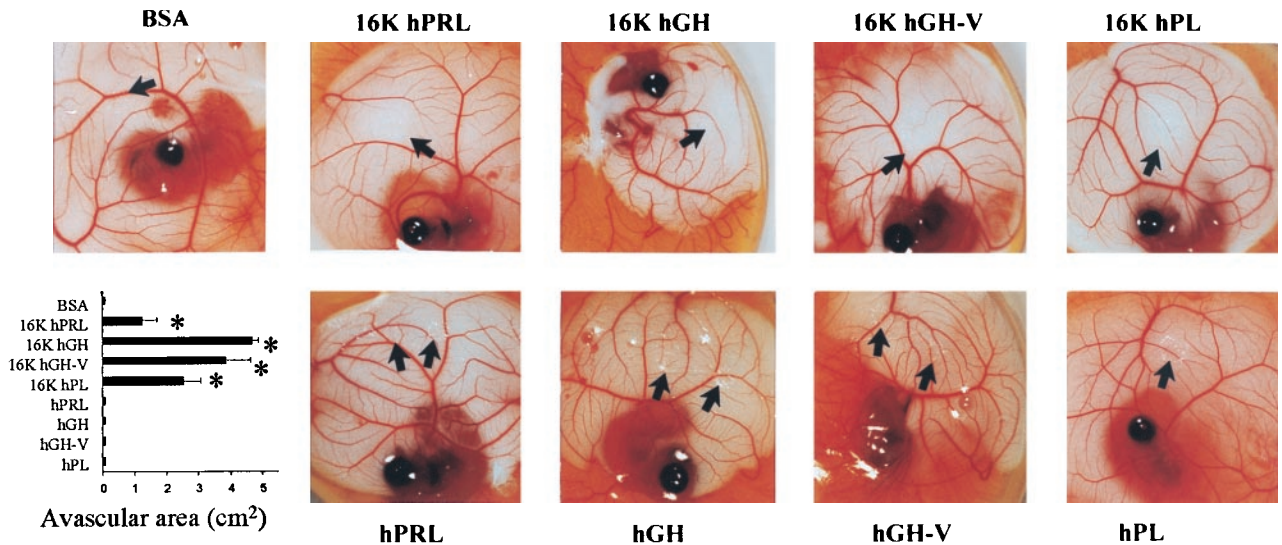 BSA 16K hPRL 16K hGH 16K hGH-V 16K hPL
BSA
16K hPRL *
16K hGH *
16K hGH-V *
16K hPL *
hPRL
hGH
hGH-V
hPL
0 1 2 3 4 5
Avascular area (cm²)
hPRL hGH hGH-V hPL